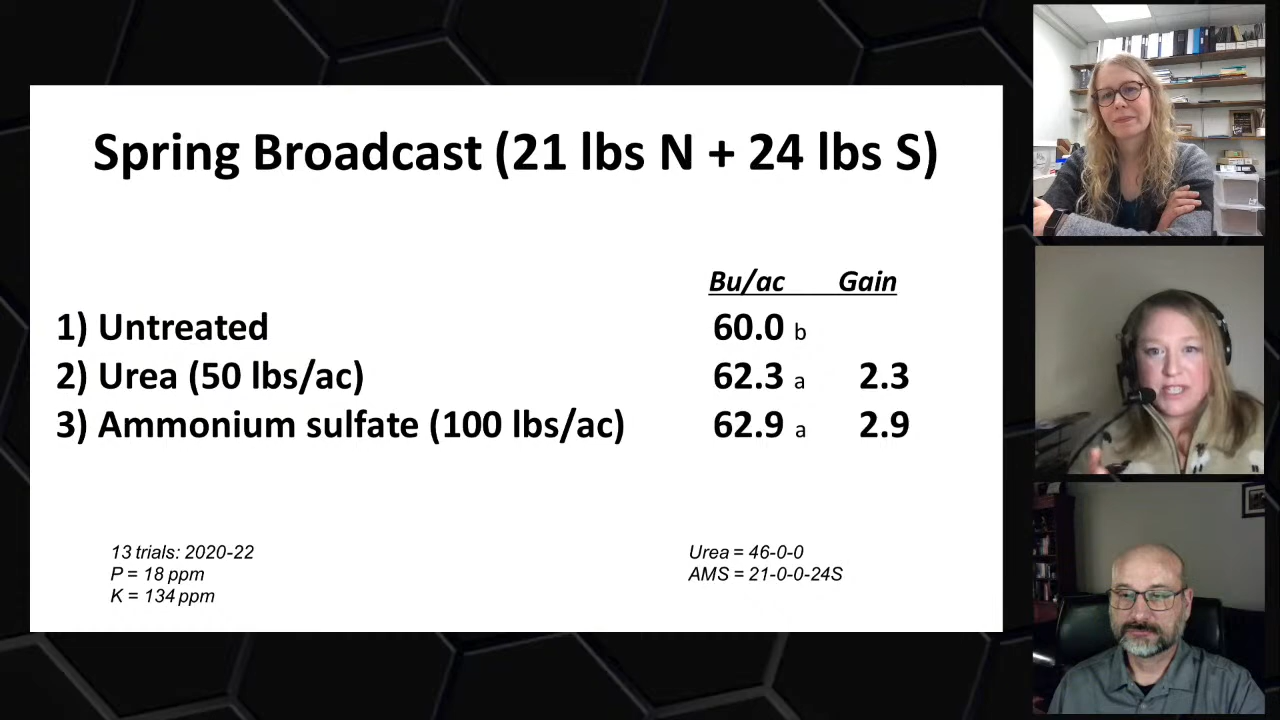 Spring Broadcast (21 lbs N + 24 lbs S)
Bu/ac Gain
1) Untreated 60.0 b
2) Urea (50 lbs/ac) 62.3 a 2.3
3) Ammonium sulfate (100 lbs/ac) 62.9 a 2.9
13 trials: 2020-22
P = 18 ppm
K = 134 ppm
Urea = 46-0-0
AMS = 21-0-0-24S